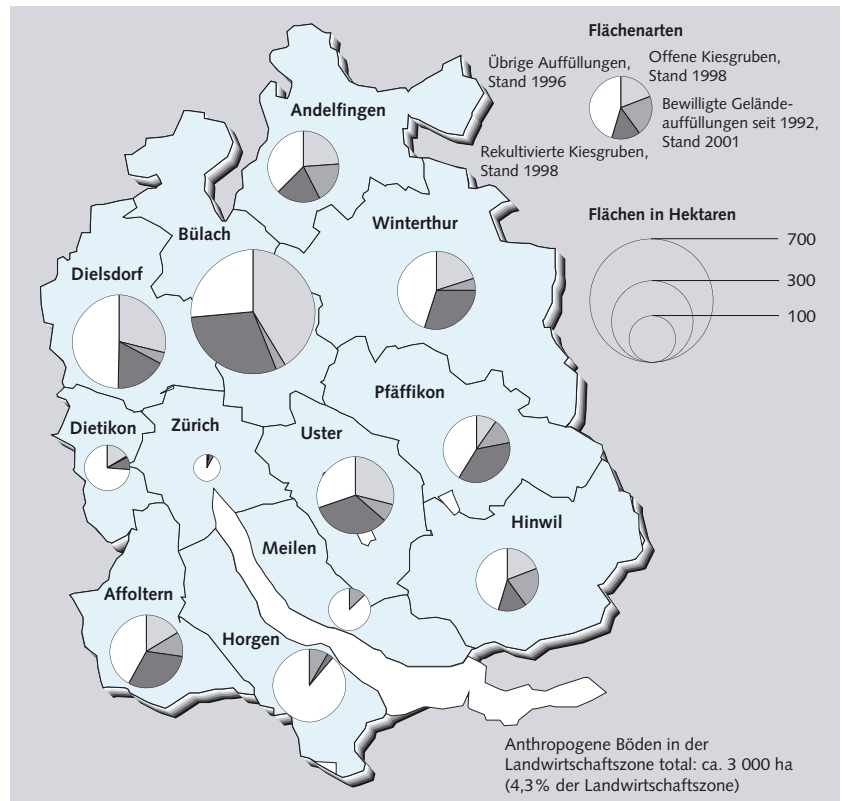 Flächenarten
Übrige Auffüllungen,
Stand 1996
Offene Kiesgruben,
Stand 1998
Bewilligte Gelände-
auffüllungen seit 1992,
Stand 2001
Rekultivierte Kiesgruben,
Stand 1998
Flächen in Hektaren
700
300
100
Andelfingen
Winterthur
Bülach
Dielsdorf
Pfäffikon
Dietikon
Zürich
Uster
Hinwil
Meilen
Affoltern
Horgen
Anthropogene Böden in der
Landwirtschaftszone total: ca. 3 000 ha
(4,3% der Landwirtschaftszone)